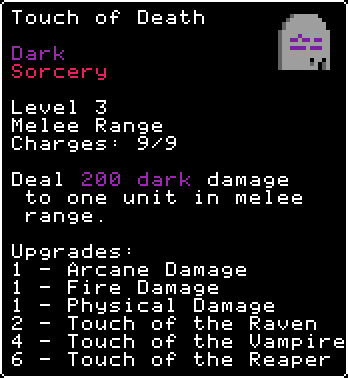 Touch of Death
Dark
Sorcery
Level 3
Melee Range
Charges: 9/9
Deal 200 dark damage
to one unit in melee
range.
Upgrades:
1 - Arcane Damage
1 - Fire Damage
1 - Physical Damage
2 - Touch of the Raven
4 - Touch of the Vampire
6 - Touch of the Reaper